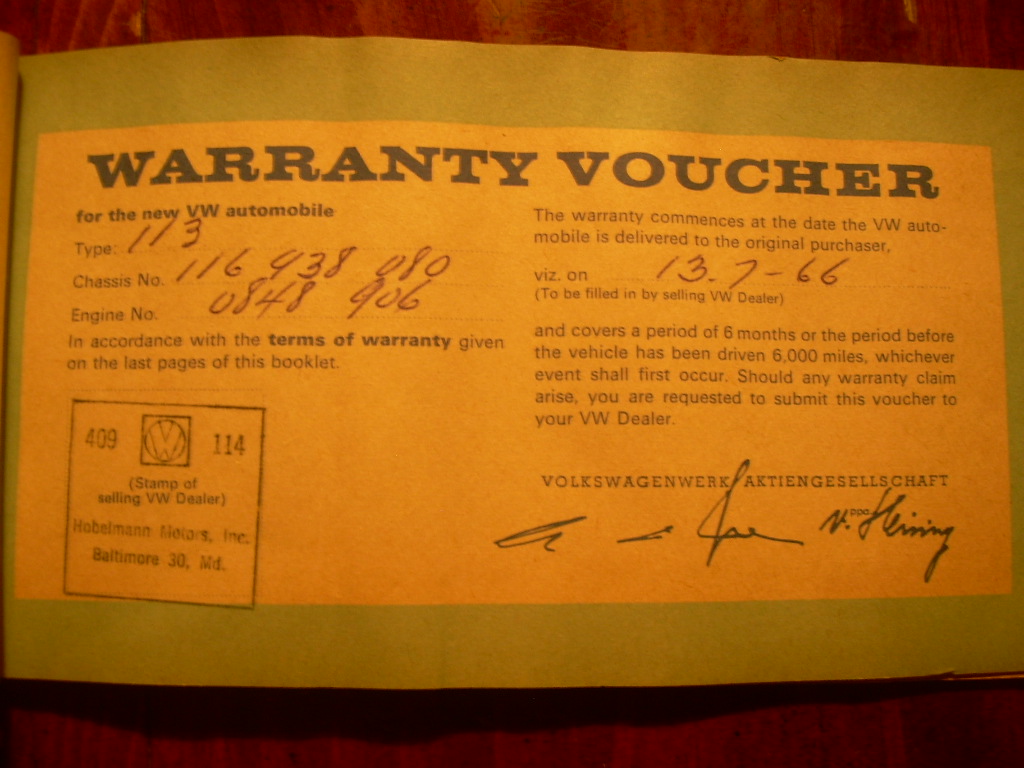 WARRANTY VOUCHER
for the new VW automobile
Type: 113
Chassis No. 116 938 080
Engine No. 0848 906
In accordance with the terms of warranty given
on the last pages of this booklet.
409 VW 114
(Stamp of
selling VW Dealer)
Hobelmann Motors, Inc.
Baltimore 30, Md.
The warranty commences at the date the VW auto-
mobile is delivered to the original purchaser,
viz. on 13.7-66
(To be filled in by selling VW Dealer)
and covers a period of 6 months or the period before
the vehicle has been driven 6,000 miles, whichever
event shall first occur. Should any warranty claim
arise, you are requested to submit this voucher to
your VW Dealer.
VOLKSWAGENWERK AKTIENGESELLSCHAFT
ppa